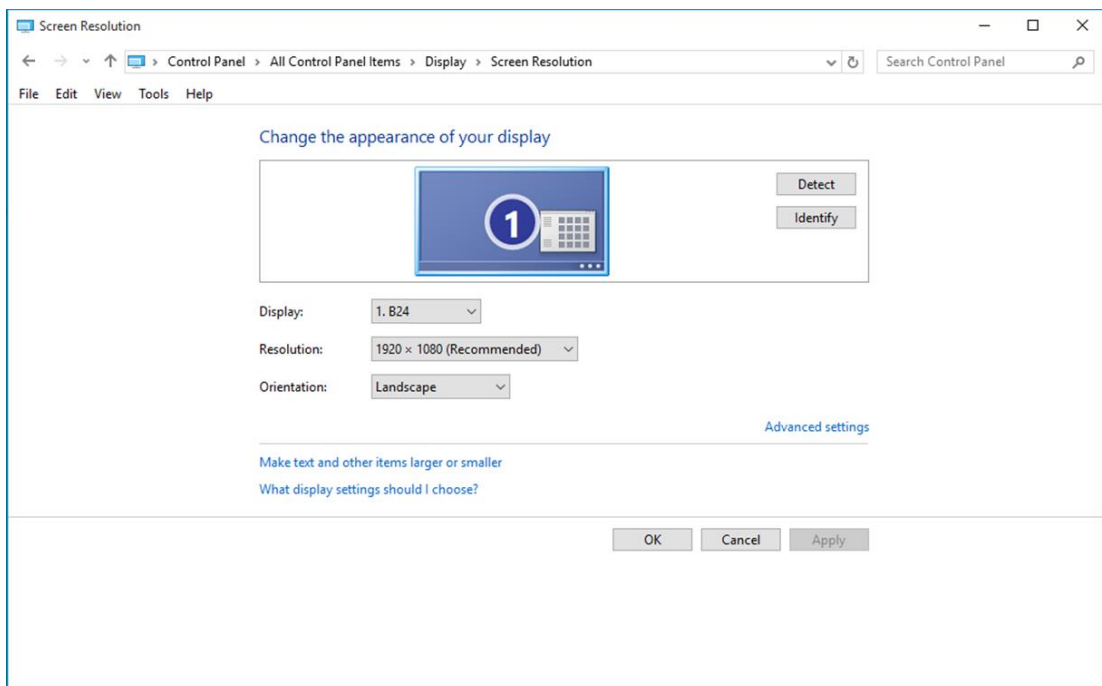 Screen Resolution
Control Panel > All Control Panel Items > Display > Screen Resolution
Search Control Panel
File Edit View Tools Help
Change the appearance of your display
1
Detect
Identify
Display: 1. B24
Resolution: 1920 × 1080 (Recommended)
Orientation: Landscape
Advanced settings
Make text and other items larger or smaller
What display settings should I choose?
OK Cancel Apply